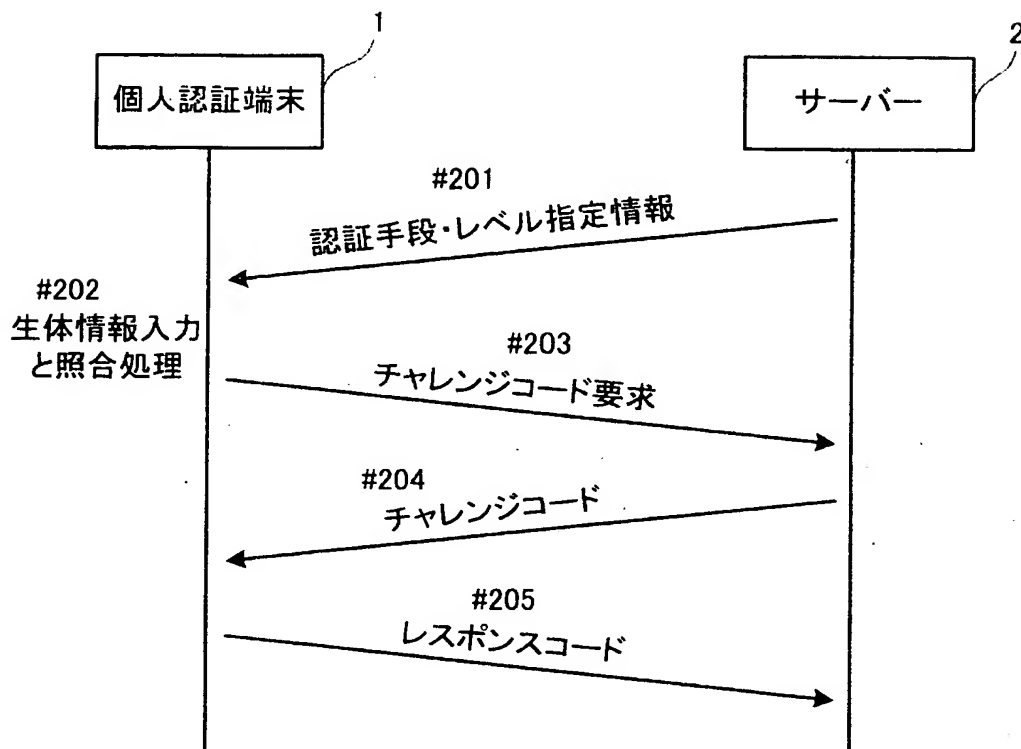 1
2
個人認証端末
サーバー
#201
認証手段・レベル指定情報
#202
生体情報入力
と照合処理
#203
チャレンジコード要求
#204
チャレンジコード
#205
レスポンスコード